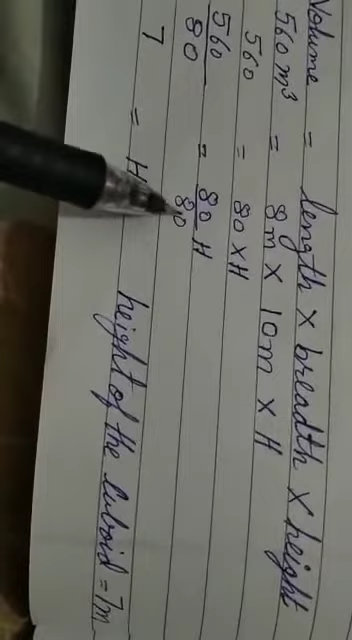 Volume = length × breadth × height
560 m³ = 8m × 10m × H
560 = 80 × H
560/80 = 80/80 H
7 = H
height of the cuboid = 7m